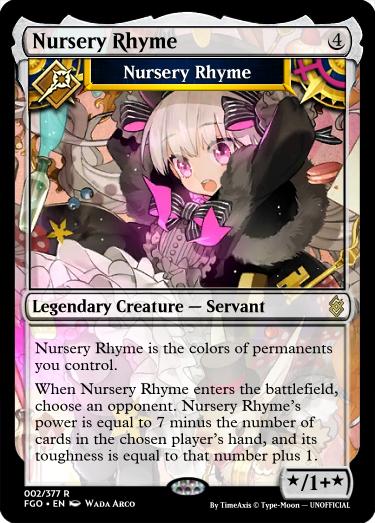 Nursery Rhyme 4
Nursery Rhyme
Legendary Creature — Servant
Nursery Rhyme is the colors of permanents
you control.
When Nursery Rhyme enters the battlefield,
choose an opponent. Nursery Rhyme's
power is equal to 7 minus the number of
cards in the chosen player's hand, and its
toughness is equal to that number plus 1.
★/1+★
002/377 R
FGO • EN Wada Arco
By TimeAxis © Type-Moon — UNOFFICIAL